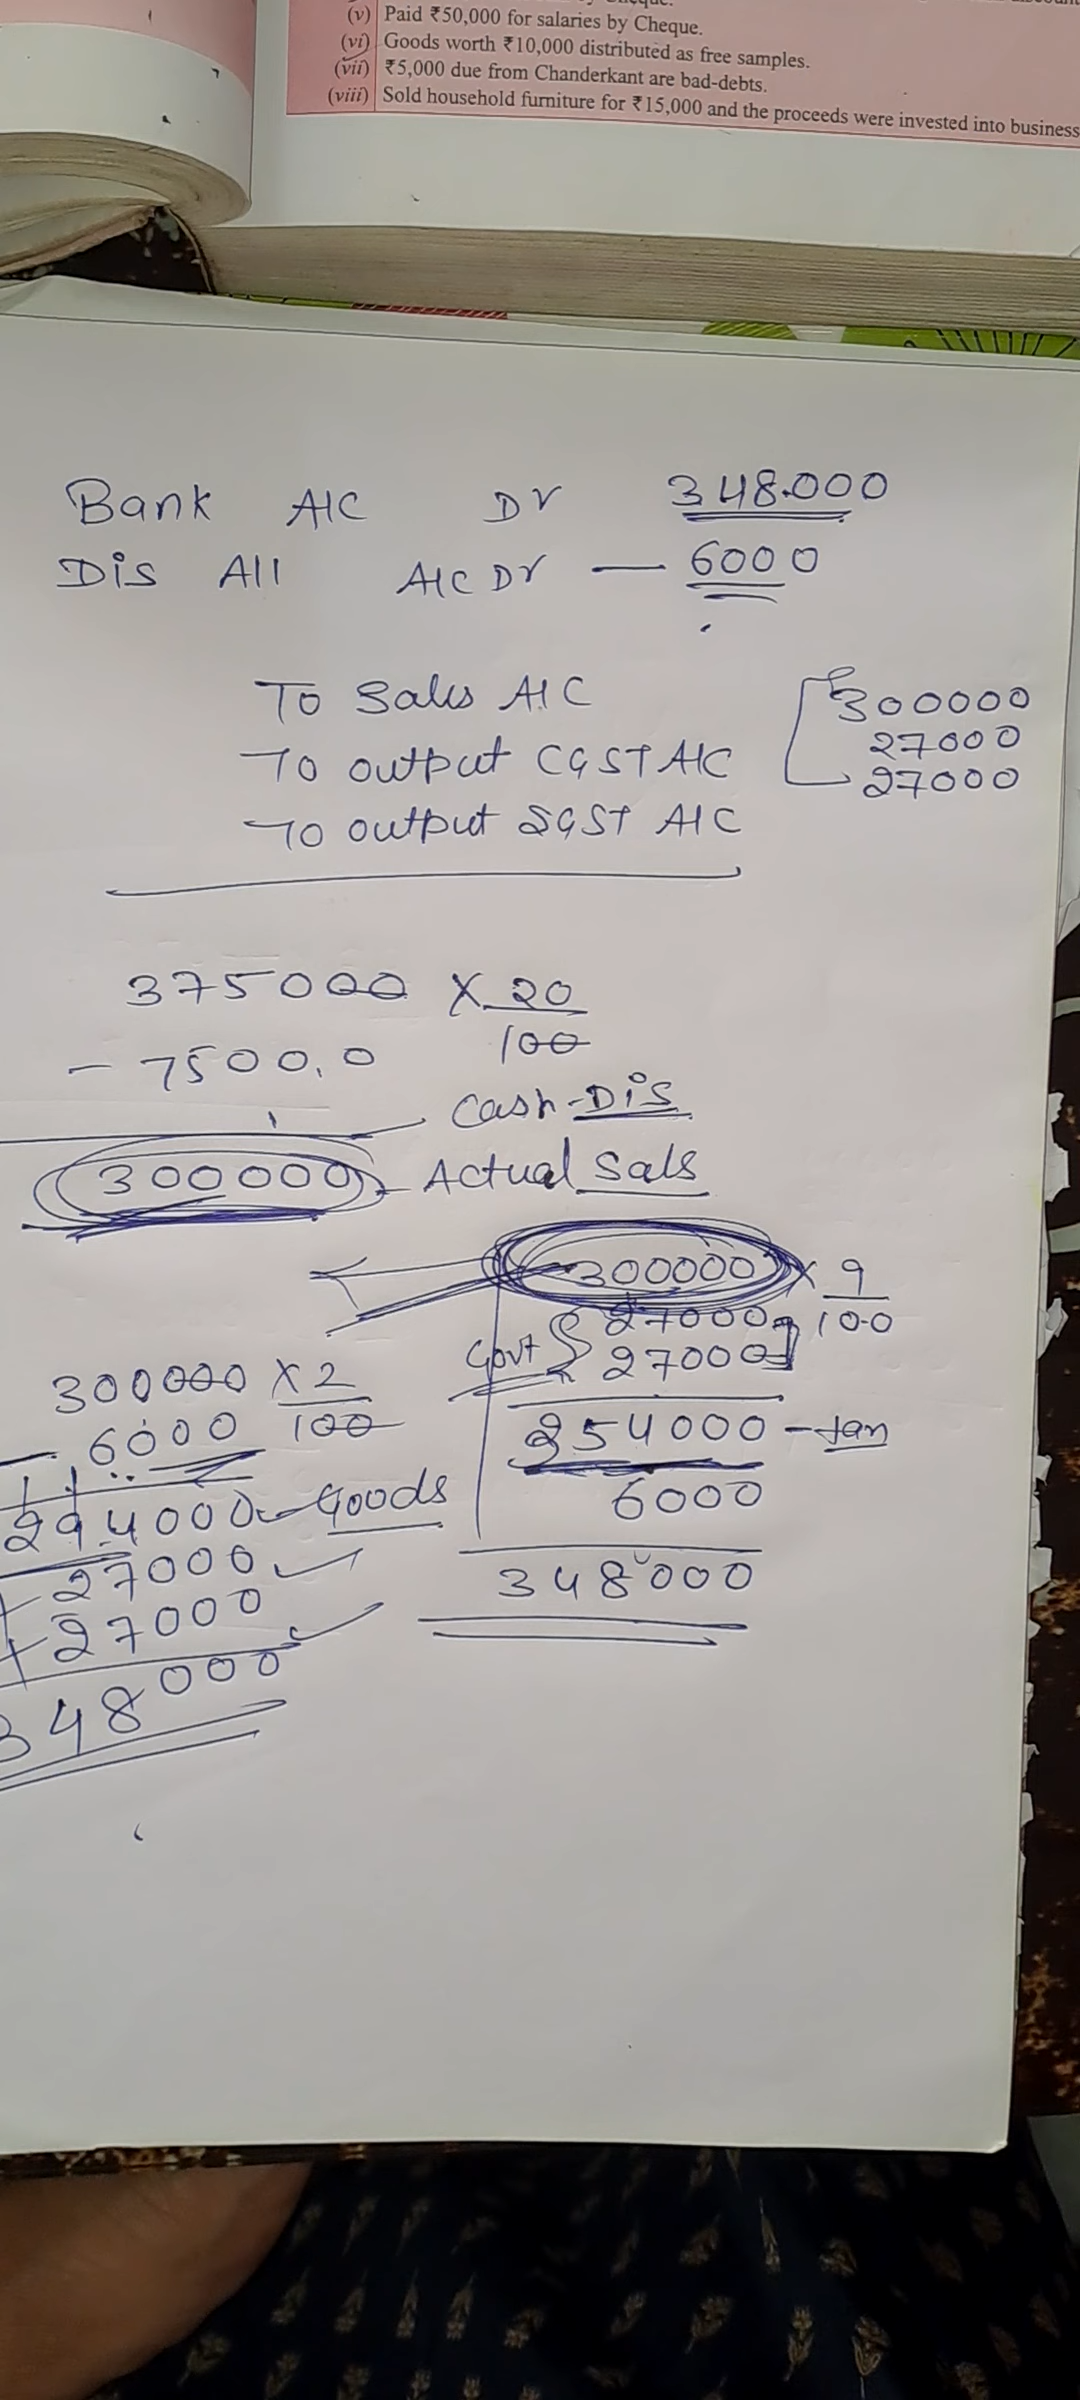 (v) Paid ₹50,000 for salaries by Cheque.
(vi) Goods worth ₹10,000 distributed as free samples.
(vii) ₹5,000 due from Chanderkant are bad-debts.
(viii) Sold household furniture for ₹15,000 and the proceeds were invested into business
Bank A/C Dr 348.000
Dis All A/C Dr — 6000
To Sales A/C 300000
To output CGST A/C 27000
To output SGST A/C 27000
375000 X 20/100
- 75000
Cash-Dis
300000 - Actual Sals
300000 x 9/100
27000
Govt 27000
254000 -
6000
348000
300000 X 2/100
- 6000
294000 - Goods
+ 27000
+ 27000
348000